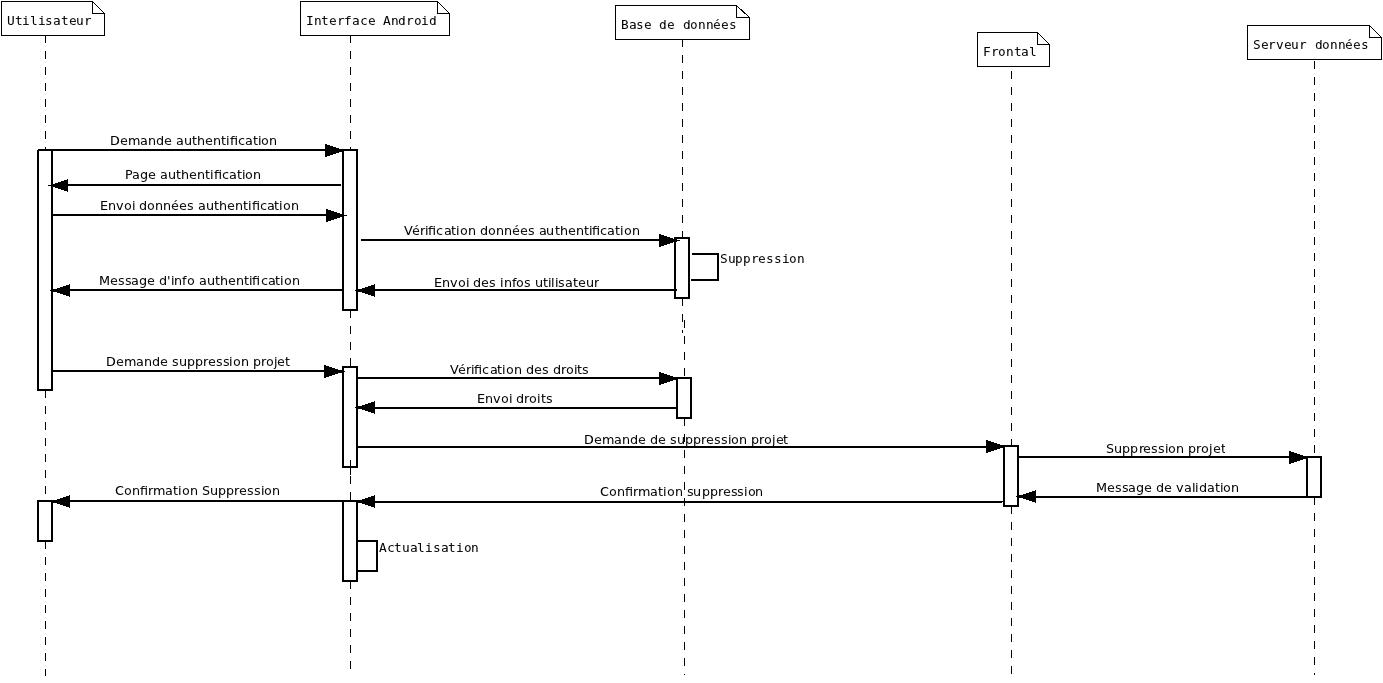 Utilisateur
Interface Android
Base de données
Frontal
Serveur données
Demande authentification
Page authentification
Envoi données authentification
Vérification données authentification
Suppression
Message d'info authentification
Envoi des infos utilisateur
Demande suppression projet
Vérification des droits
Envoi droits
Demande de suppression projet
Suppression projet
Message de validation
Confirmation Suppression
Confirmation suppression
Actualisation